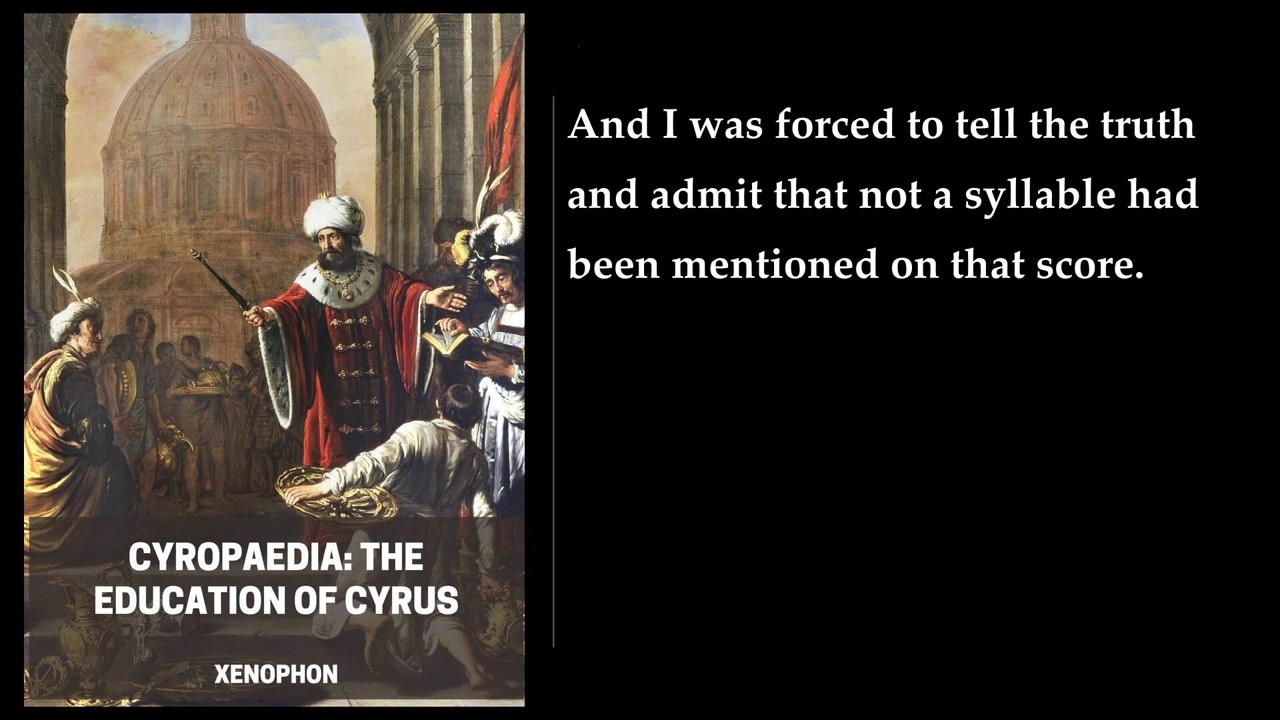 CYROPAEDIA: THE
EDUCATION OF CYRUS
XENOPHON
And I was forced to tell the truth
and admit that not a syllable had
been mentioned on that score.